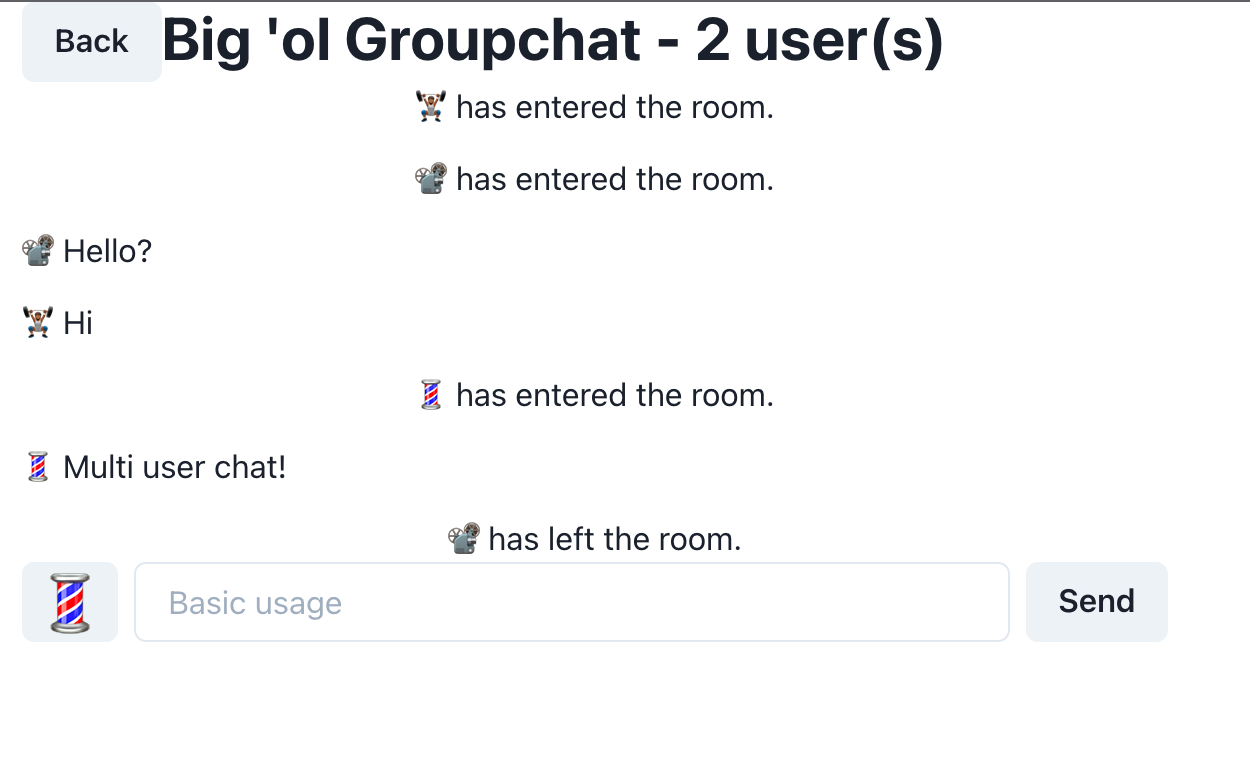 Back Big 'ol Groupchat - 2 user(s)
🏋🏽‍♂️ has entered the room.
📽️ has entered the room.
📽️ Hello?
🏋🏽‍♂️ Hi
💈 has entered the room.
💈 Multi user chat!
📽️ has left the room.
💈 Basic usage Send